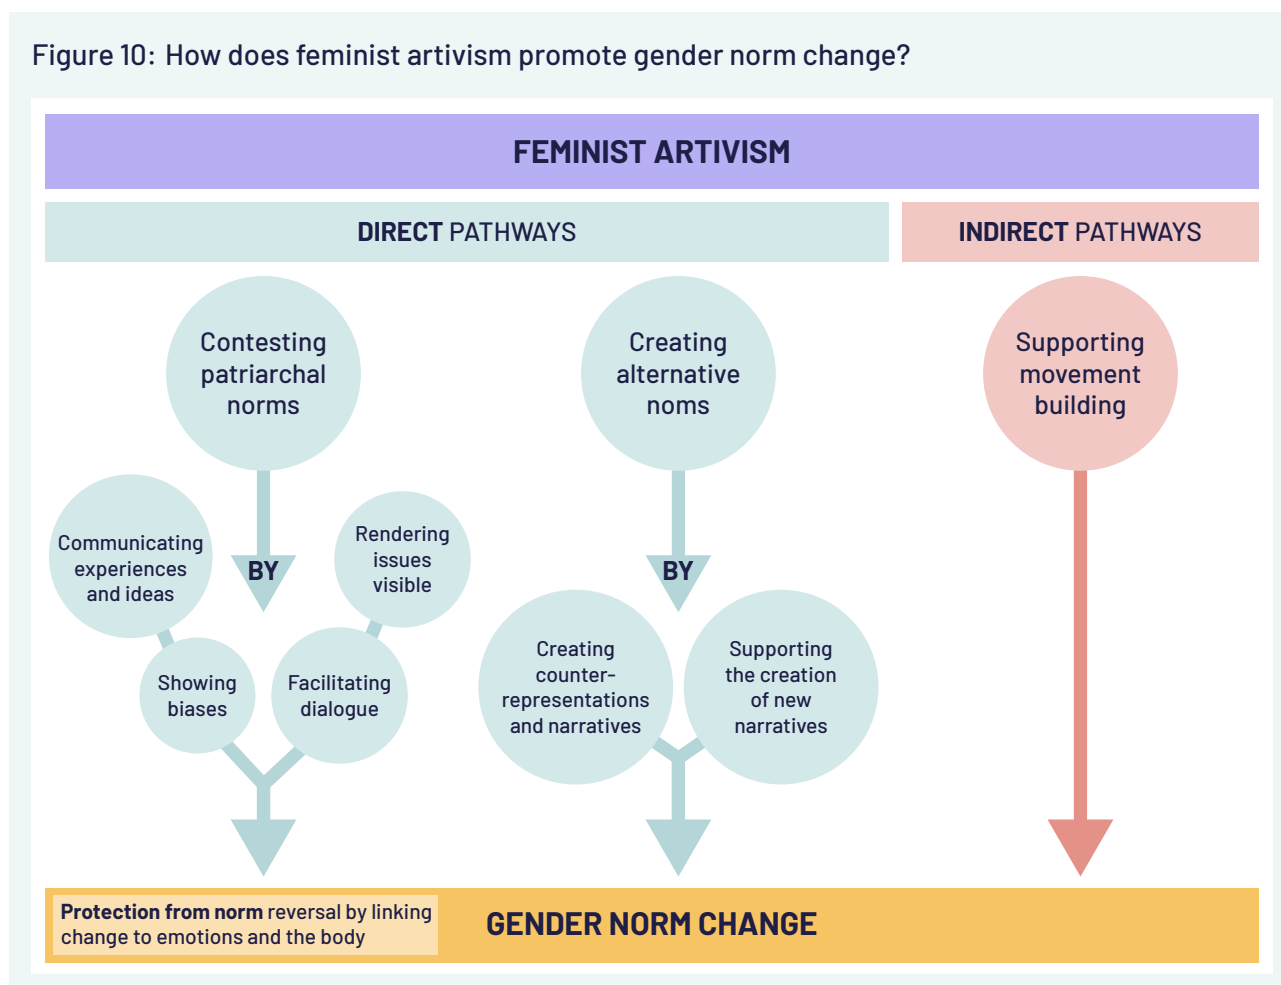 Figure 10: How does feminist artivism promote gender norm change?
FEMINIST ARTIVISM
DIRECT PATHWAYS
INDIRECT PATHWAYS
Contesting
patriarchal
norms
Creating
alternative
noms
Supporting
movement
building
BY
Communicating
experiences
and ideas
Rendering
issues
visible
Showing
biases
Facilitating
dialogue
BY
Creating
counter-
representations
and narratives
Supporting
the creation
of new
narratives
Protection from norm reversal by linking
change to emotions and the body
GENDER NORM CHANGE